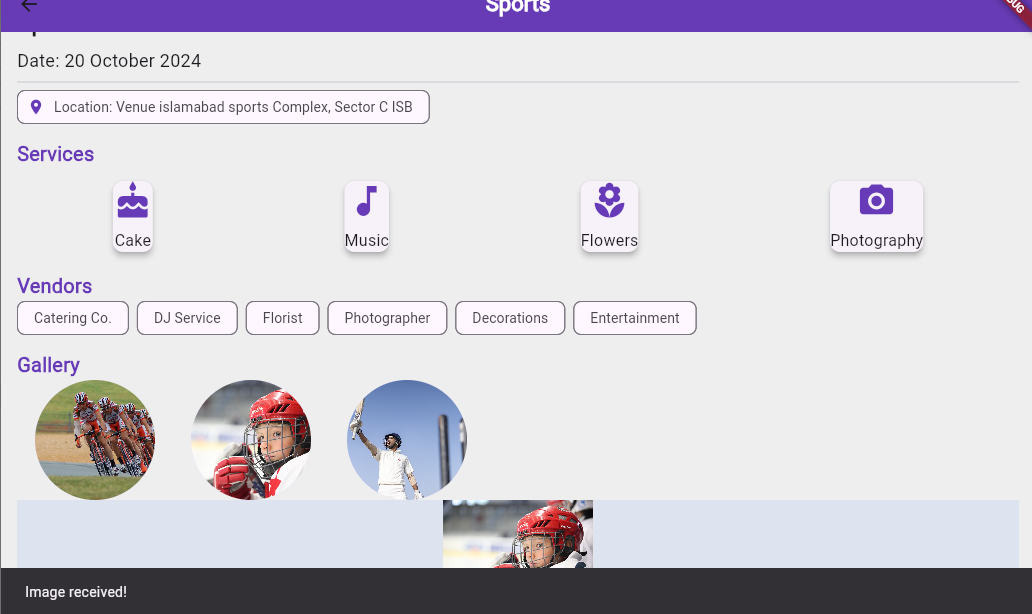 Sports
Date: 20 October 2024
Location: Venue islamabad sports Complex, Sector C ISB
Services
Cake
Music
Flowers
Photography
Vendors
Catering Co.
DJ Service
Florist
Photographer
Decorations
Entertainment
Gallery
Image received!